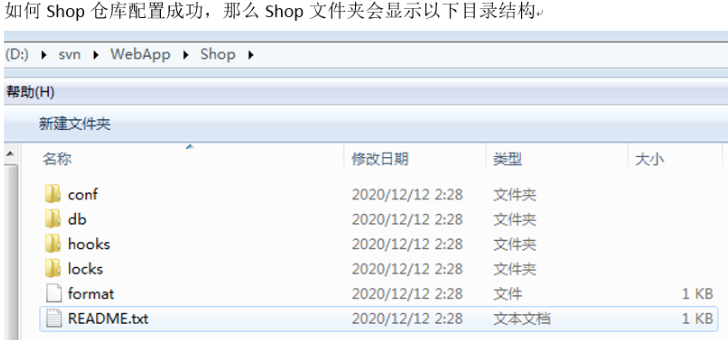 如何 Shop 仓库配置成功，那么 Shop 文件夹会显示以下目录结构
(D:) ▸ svn ▸ WebApp ▸ Shop ▸
帮助(H)
新建文件夹
名称 修改日期 类型 大小
conf 2020/12/12 2:28 文件夹
db 2020/12/12 2:28 文件夹
hooks 2020/12/12 2:28 文件夹
locks 2020/12/12 2:28 文件夹
format 2020/12/12 2:28 文件 1 KB
README.txt 2020/12/12 2:28 文本文档 1 KB